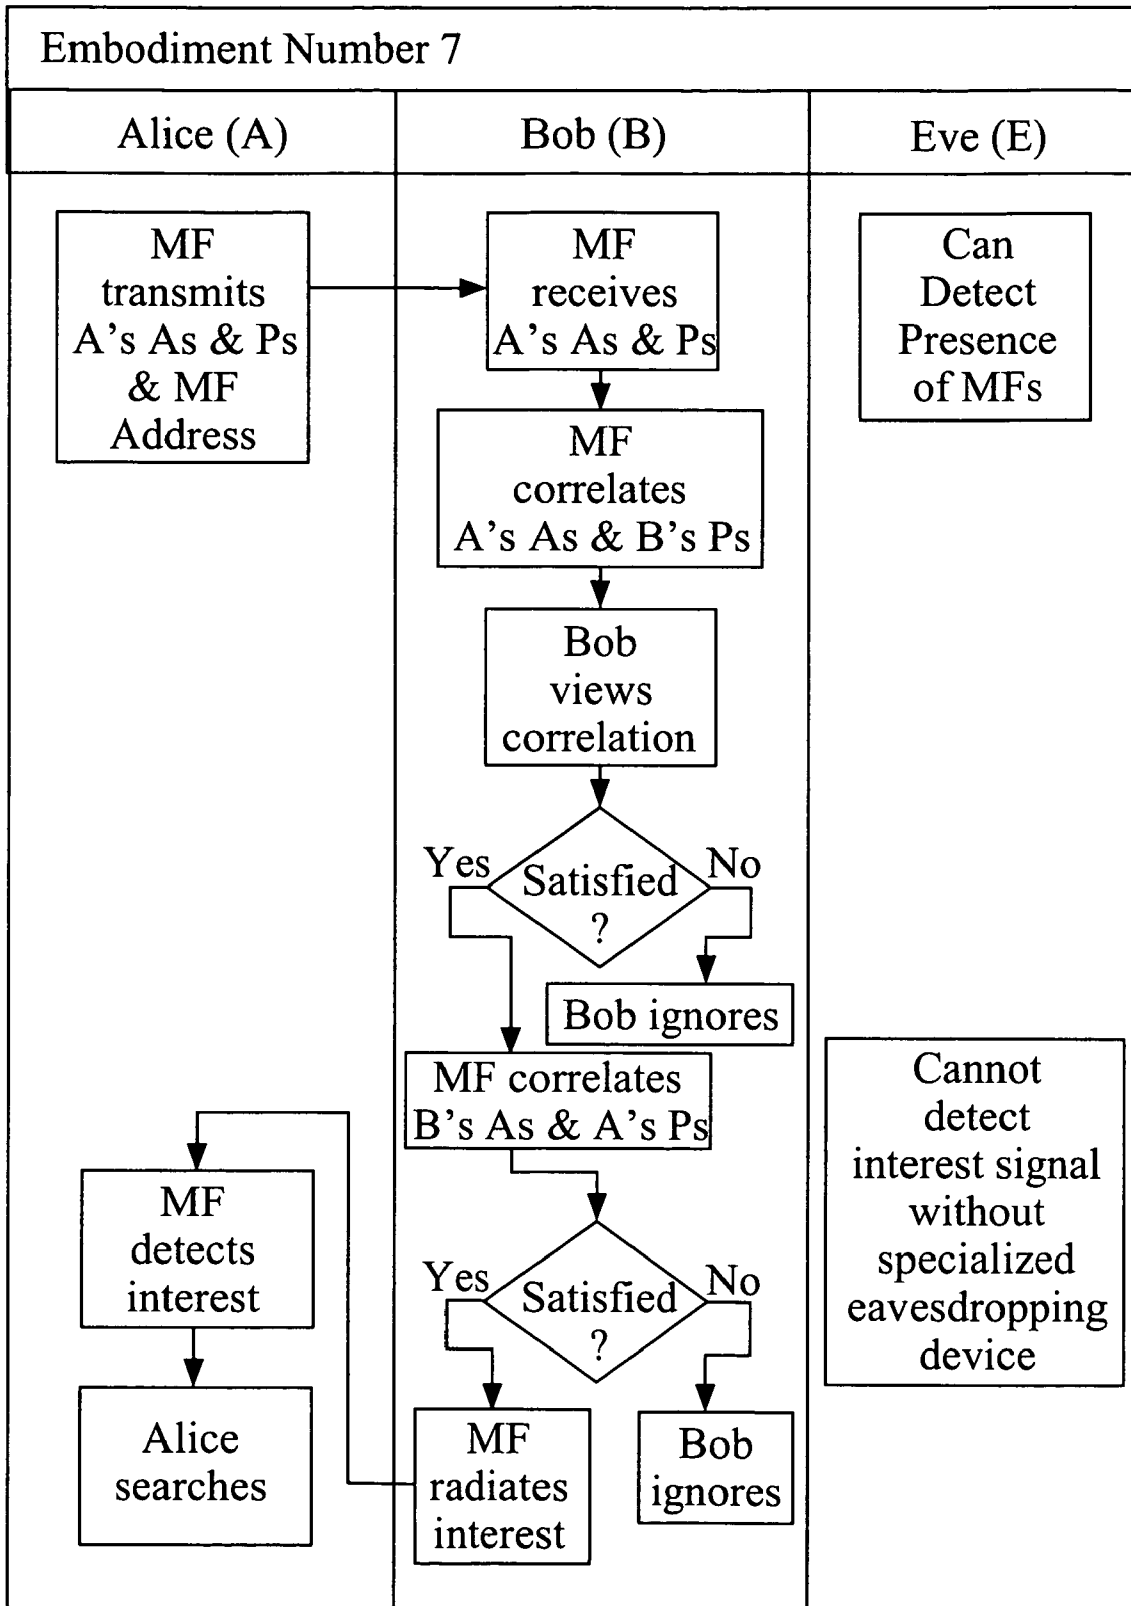 Embodiment Number 7
Alice (A)
Bob (B)
Eve (E)
MF
transmits
A's As & Ps
& MF
Address
MF
receives
A's As & Ps
Can
Detect
Presence
of MFs
MF
correlates
A's As & B's Ps
Bob
views
correlation
Yes
Satisfied
?
No
Bob ignores
MF correlates
B's As & A's Ps
Cannot
detect
interest signal
without
specialized
eavesdropping
device
MF
detects
interest
Yes
Satisfied
?
No
Alice
searches
MF
radiates
interest
Bob
ignores